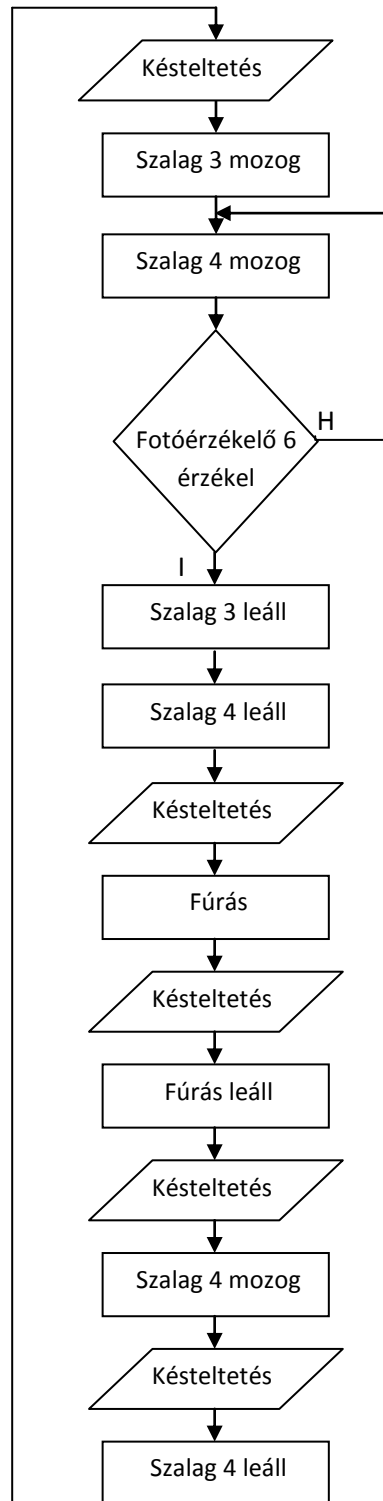 Késteltetés
Szalag 3 mozog
Szalag 4 mozog
Fotóérzékelő 6
érzékel
H
I
Szalag 3 leáll
Szalag 4 leáll
Késteltetés
Fúrás
Késteltetés
Fúrás leáll
Késteltetés
Szalag 4 mozog
Késteltetés
Szalag 4 leáll